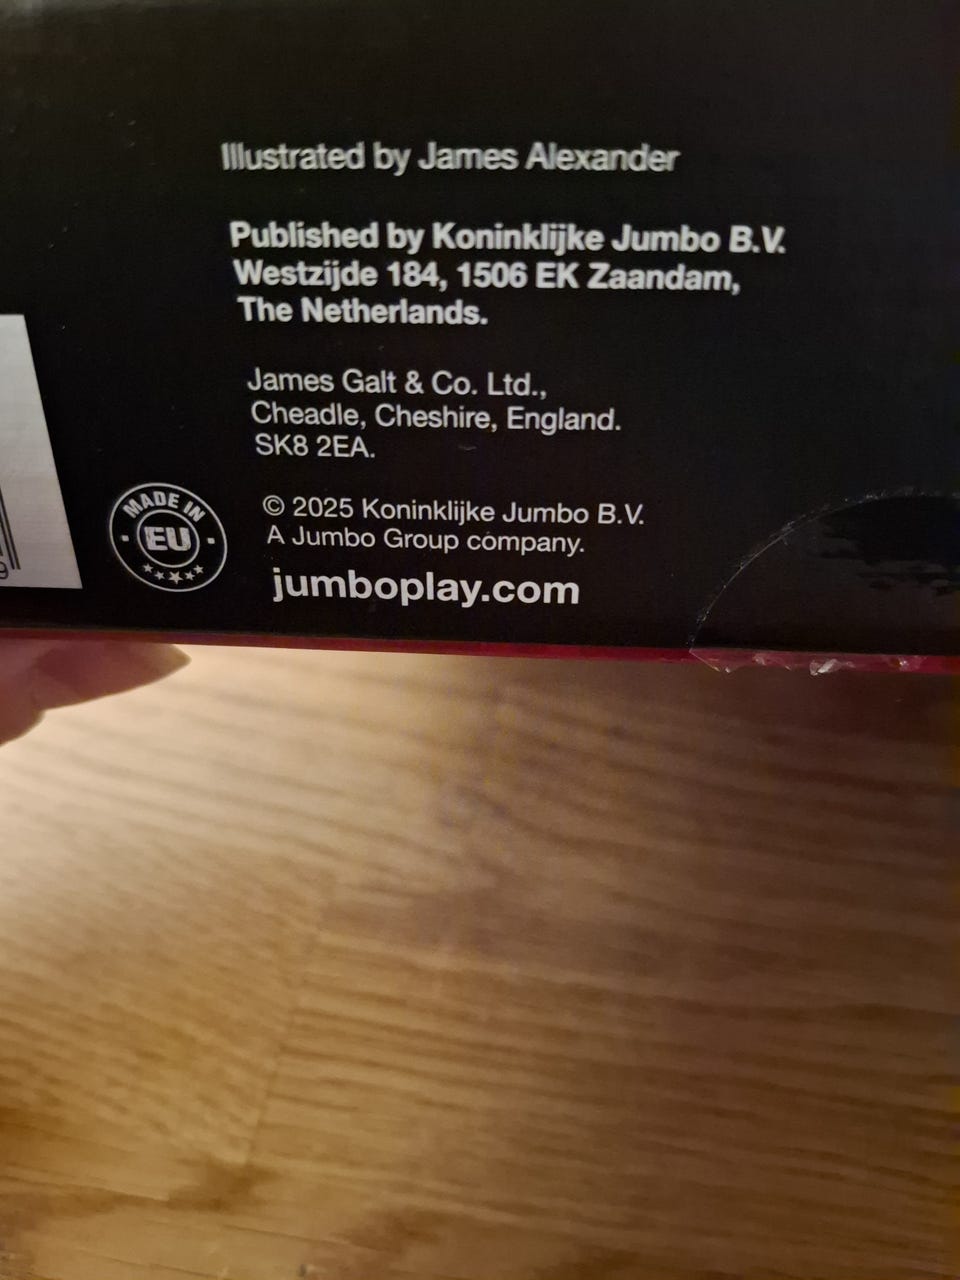 Illustrated by James Alexander
Published by Koninklijke Jumbo B.V.
Westzijde 184, 1506 EK Zaandam,
The Netherlands.
James Galt & Co. Ltd.,
Cheadle, Cheshire, England.
SK8 2EA.
MADE IN
EU
© 2025 Koninklijke Jumbo B.V.
A Jumbo Group company.
jumboplay.com
9